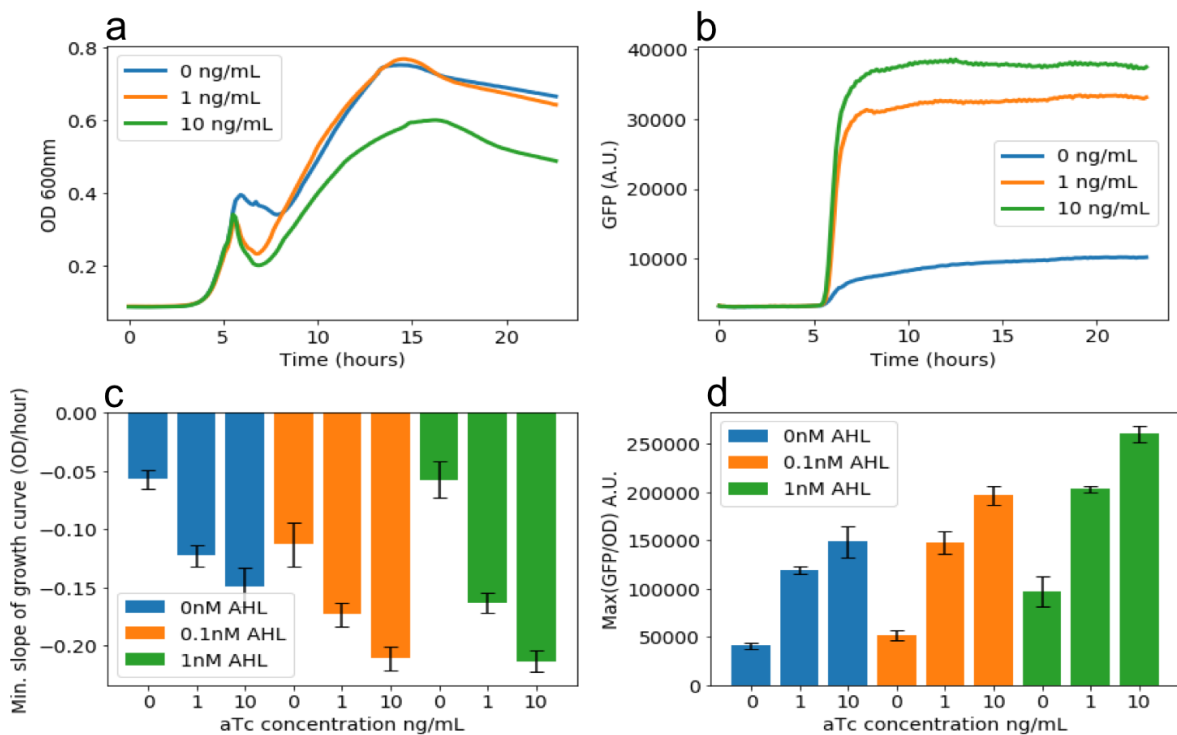 a
0.8
0.6
0.4
0.2
OD 600nm
0 ng/mL
1 ng/mL
10 ng/mL
0
5
10
15
20
Time (hours)
b
40000
30000
20000
10000
GFP (A.U.)
0 ng/mL
1 ng/mL
10 ng/mL
0
5
10
15
20
Time (hours)
c
0.00
−0.05
−0.10
−0.15
−0.20
Min. slope of growth curve (OD/hour)
0nM AHL
0.1nM AHL
1nM AHL
0 1 10 0 1 10 0 1 10
aTc concentration ng/mL
d
250000
200000
150000
100000
50000
0
Max(GFP/OD) A.U.
0nM AHL
0.1nM AHL
1nM AHL
0 1 10 0 1 10 0 1 10
aTc concentration ng/mL